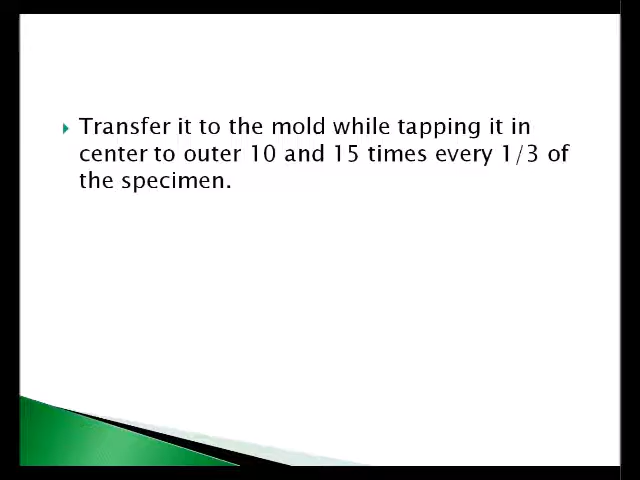 Transfer it to the mold while tapping it in
center to outer 10 and 15 times every 1/3 of
the specimen.